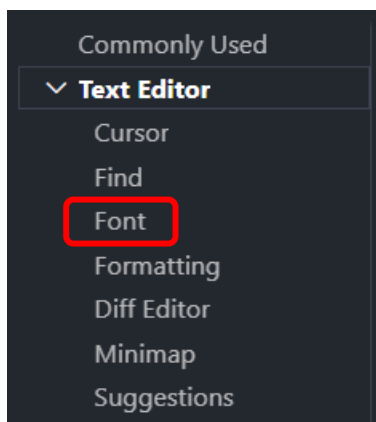 Commonly Used
Text Editor
Cursor
Find
Font
Formatting
Diff Editor
Minimap
Suggestions